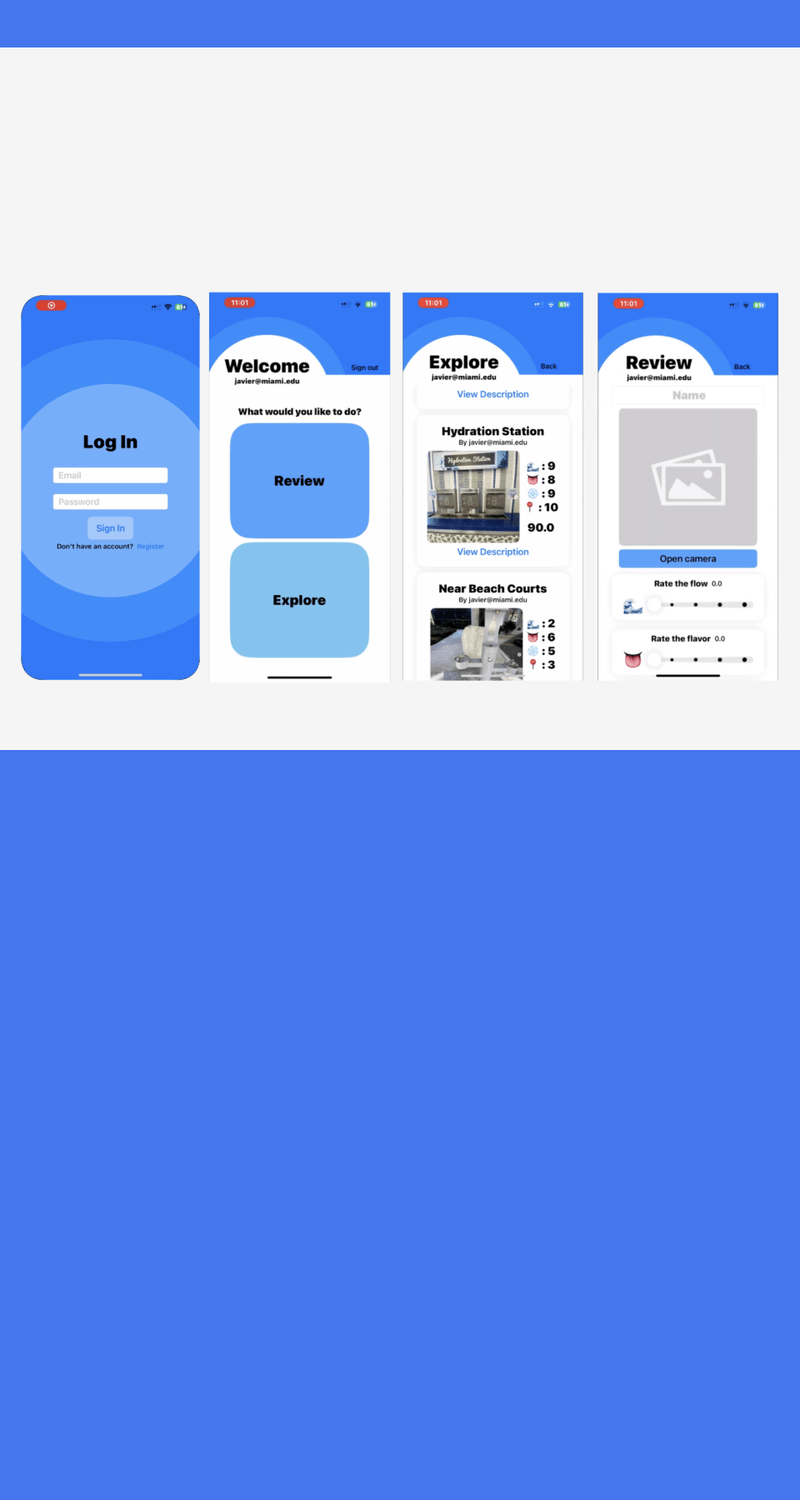 Log In
Email
Password
Sign In
Don't have an account? Register
11:01
Welcome
Sign out
javier@miami.edu
What would you like to do?
Review
Explore
11:01
Explore
Back
javier@miami.edu
View Description
Hydration Station
By javier@miami.edu
Hydration Station
: 9
: 8
: 9
: 10
90.0
View Description
Near Beach Courts
By javier@miami.edu
: 2
: 6
: 5
: 3
11:01
Review
Back
javier@miami.edu
Name
Open camera
Rate the flow 0.0
Rate the flavor 0.0